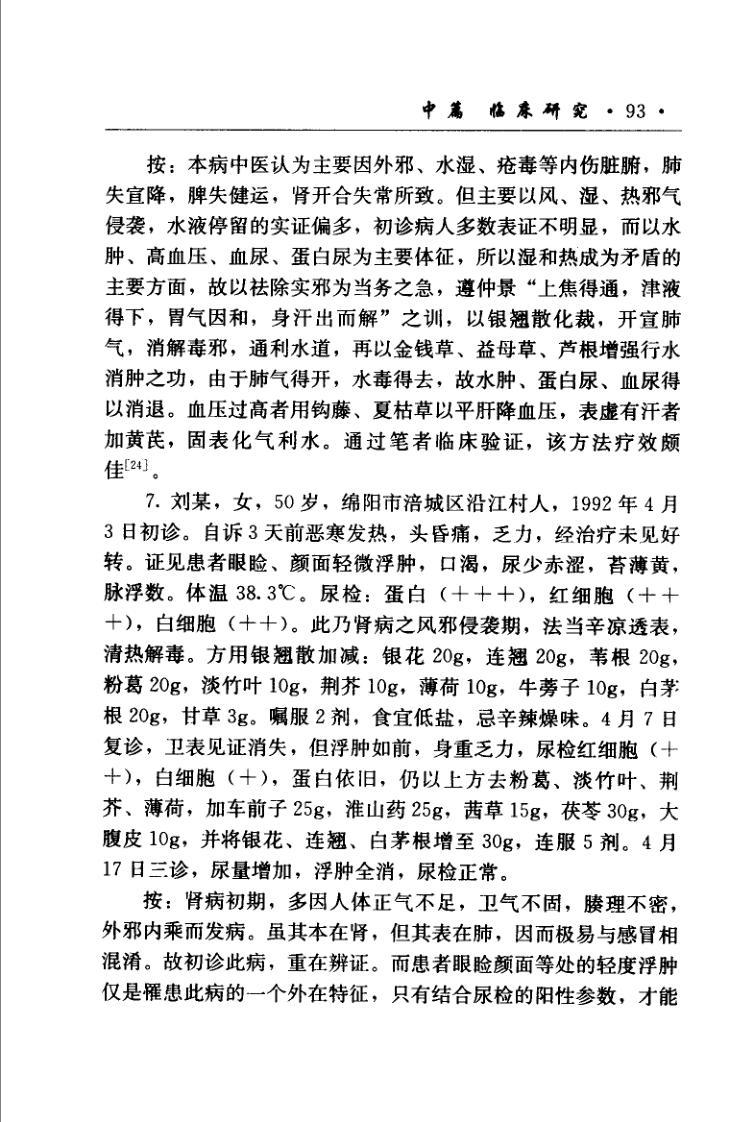 中篇 临床研究 · 93 ·
按：本病中医认为主要因外邪、水湿、疮毒等内伤脏腑，肺
失宣降，脾失健运，肾开合失常所致。但主要以风、湿、热邪气
侵袭，水液停留的实证偏多，初诊病人多数表证不明显，而以水
肿、高血压、血尿、蛋白尿为主要体征，所以湿和热成为矛盾的
主要方面，故以祛除实邪为当务之急，遵仲景“上焦得通，津液
得下，胃气因和，身汗出而解”之训，以银翘散化裁，开宣肺
气，消解毒邪，通利水道，再以金钱草、益母草、芦根增强行水
消肿之功，由于肺气得开，水毒得去，故水肿、蛋白尿、血尿得
以消退。血压过高者用钩藤、夏枯草以平肝降血压，表虚有汗者
加黄芪，固表化气利水。通过笔者临床验证，该方法疗效颇
佳[24]。
7. 刘某，女，50 岁，绵阳市涪城区沿江村人，1992 年 4 月
3 日初诊。自诉 3 天前恶寒发热，头昏痛，乏力，经治疗未见好
转。证见患者眼睑、颜面轻微浮肿，口渴，尿少赤涩，苔薄黄，
脉浮数。体温 38.3℃。尿检：蛋白（＋＋＋），红细胞（＋＋
＋），白细胞（＋＋）。此乃肾病之风邪侵袭期，法当辛凉透表，
清热解毒。方用银翘散加减：银花 20g，连翘 20g，苇根 20g，
粉葛 20g，淡竹叶 10g，荆芥 10g，薄荷 10g，牛蒡子 10g，白茅
根 20g，甘草 3g。嘱服 2 剂，食宜低盐，忌辛辣燥味。4 月 7 日
复诊，卫表见证消失，但浮肿如前，身重乏力，尿检红细胞（＋
＋），白细胞（＋），蛋白依旧，仍以上方去粉葛、淡竹叶、荆
芥、薄荷，加车前子 25g，淮山药 25g，茜草 15g，茯苓 30g，大
腹皮 10g，并将银花、连翘、白茅根增至 30g，连服 5 剂。4 月
17 日三诊，尿量增加，浮肿全消，尿检正常。
按：肾病初期，多因人体正气不足，卫气不固，腠理不密，
外邪内乘而发病。虽其本在肾，但其表在肺，因而极易与感冒相
混淆。故初诊此病，重在辨证。而患者眼睑颜面等处的轻度浮肿
仅是罹患此病的一个外在特征，只有结合尿检的阳性参数，才能